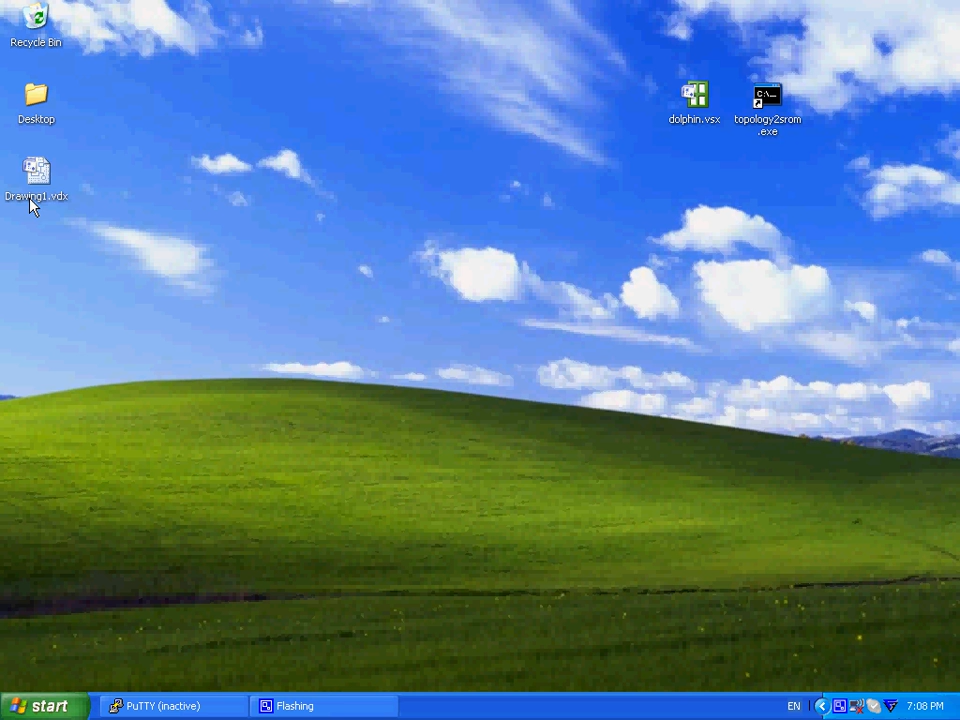 Recycle Bin
Desktop
Drawing1.vdx
dolphin.vsx
topology2srom
.exe
C:\...
start
PuTTY (inactive)
Flashing
EN
7:08 PM